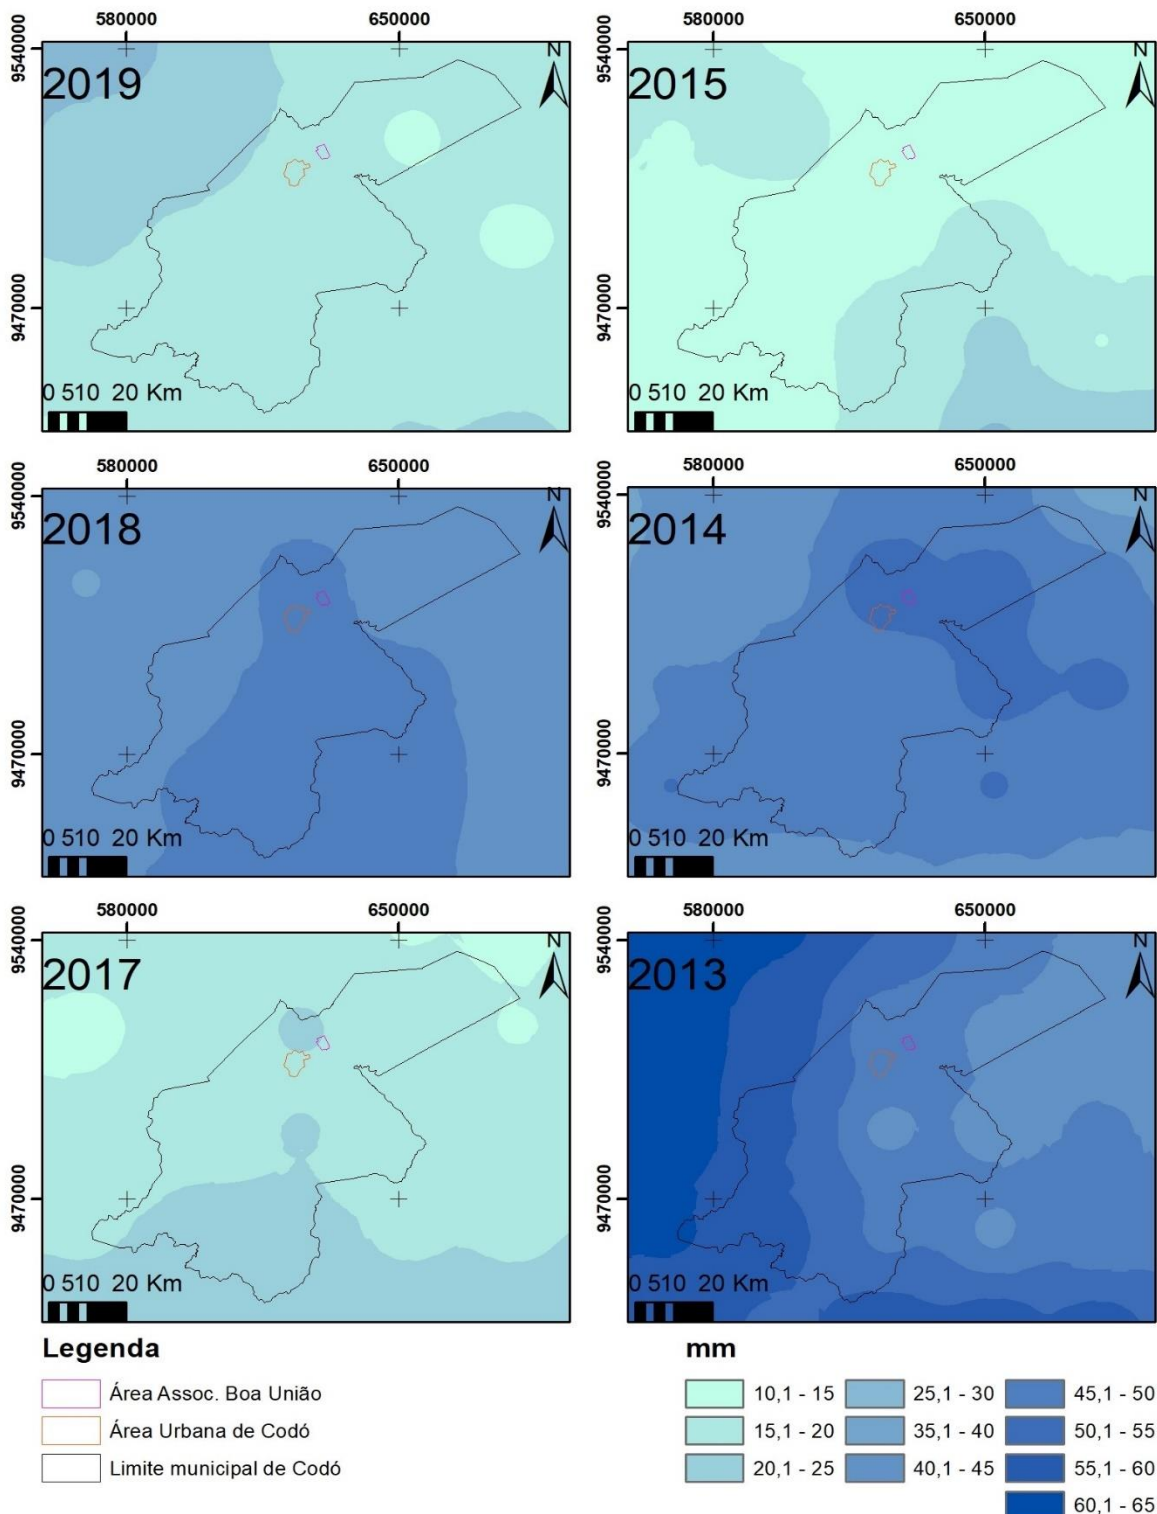 580000 650000 580000 650000
9540000 N 9540000 N
2019 2015
9470000 9470000
0 510 20 Km 0 510 20 Km
580000 650000 580000 650000
9540000 N 9540000 N
2018 2014
9470000 9470000
0 510 20 Km 0 510 20 Km
580000 650000 580000 650000
9540000 N 9540000 N
2017 2013
9470000 9470000
0 510 20 Km 0 510 20 Km
Legenda
Área Assoc. Boa União
Área Urbana de Codó
Limite municipal de Codó
mm
10,1 - 15 25,1 - 30 45,1 - 50
15,1 - 20 35,1 - 40 50,1 - 55
20,1 - 25 40,1 - 45 55,1 - 60
60,1 - 65